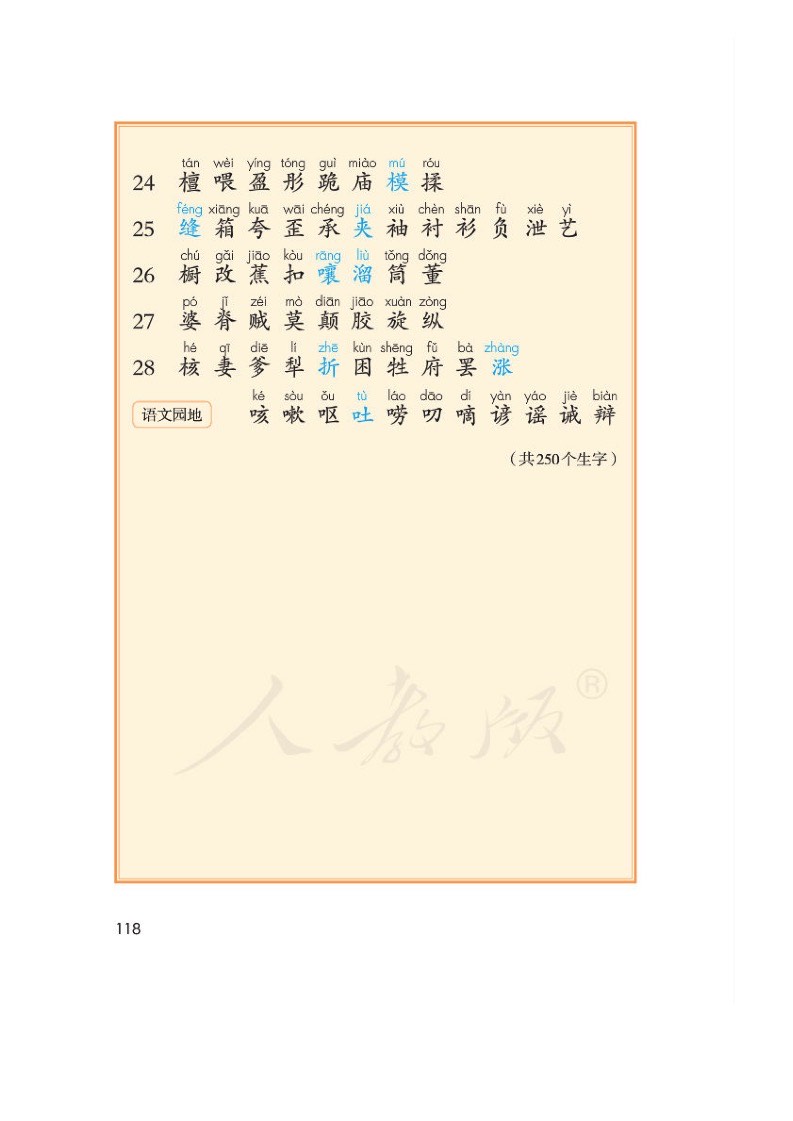 tán wèi yíng tóng guì miào mú róu
24 檀 喂 盈 彤 跪 庙 模 揉
féng xiāng kuā wāi chéng jiá xiù chèn shān fù xiè yì
25 缝 箱 夸 歪 承 夹 袖 衬 衫 负 泄 艺
chú gǎi jiāo kòu rāng liù tǒng dǒng
26 橱 改 蕉 扣 嚷 溜 筒 董
pó jǐ zéi mò diān jiāo xuàn zòng
27 婆 脊 贼 莫 颠 胶 旋 纵
hé qī diē lí zhē kùn shēng fǔ bà zhàng
28 核 妻 爹 犁 折 困 牲 府 罢 涨
ké sòu ǒu tù láo dāo dí yàn yáo jiè biàn
语文园地 咳 嗽 呕 吐 唠 叨 嘀 谚 谣 诫 辩
（共250个生字）
人教版®
118